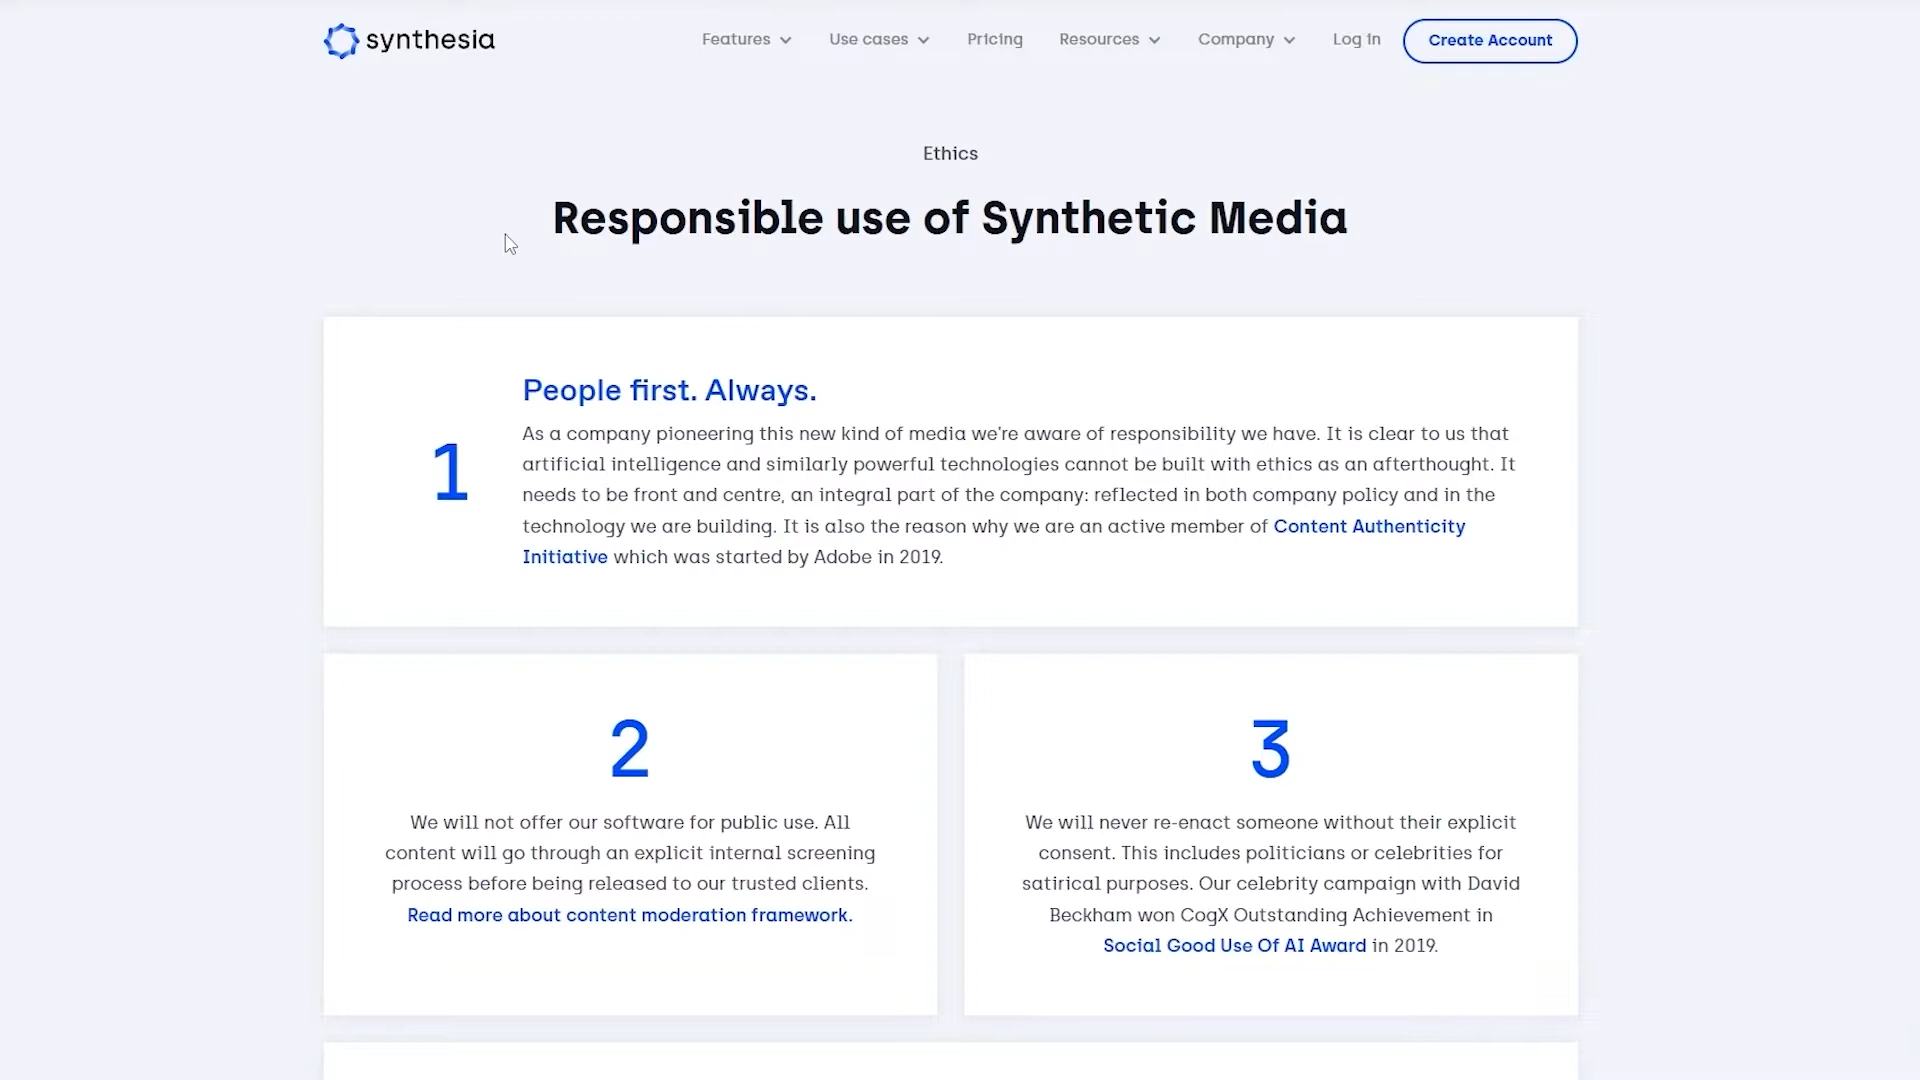 synthesia
Features
Use cases
Pricing
Resources
Company
Log in
Create Account
Ethics
Responsible use of Synthetic Media
1
People first. Always.
As a company pioneering this new kind of media we're aware of responsibility we have. It is clear to us that
artificial intelligence and similarly powerful technologies cannot be built with ethics as an afterthought. It
needs to be front and centre, an integral part of the company: reflected in both company policy and in the
technology we are building. It is also the reason why we are an active member of Content Authenticity
Initiative which was started by Adobe in 2019.
2
We will not offer our software for public use. All
content will go through an explicit internal screening
process before being released to our trusted clients.
Read more about content moderation framework.
3
We will never re-enact someone without their explicit
consent. This includes politicians or celebrities for
satirical purposes. Our celebrity campaign with David
Beckham won CogX Outstanding Achievement in
Social Good Use Of AI Award in 2019.